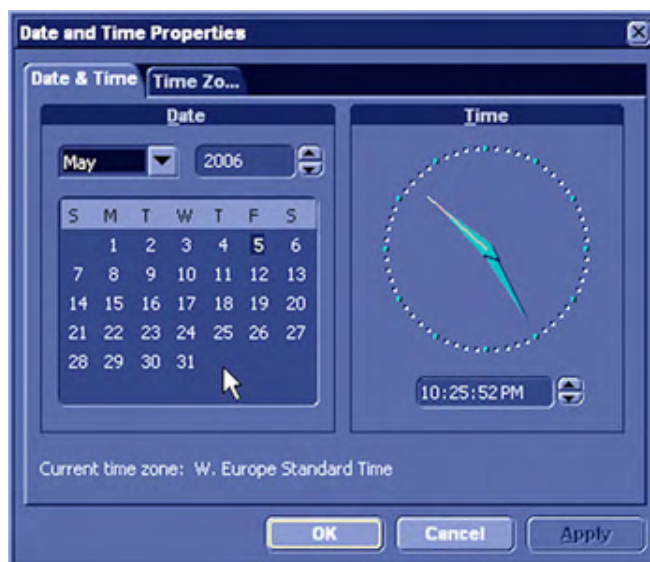 Date and Time Properties
Date & Time
Time Zo...
Date
Time
May
2006
S M T W T F S
1 2 3 4 5 6
7 8 9 10 11 12 13
14 15 16 17 18 19 20
21 22 23 24 25 26 27
28 29 30 31
10:25:52 PM
Current time zone: W. Europe Standard Time
OK
Cancel
Apply